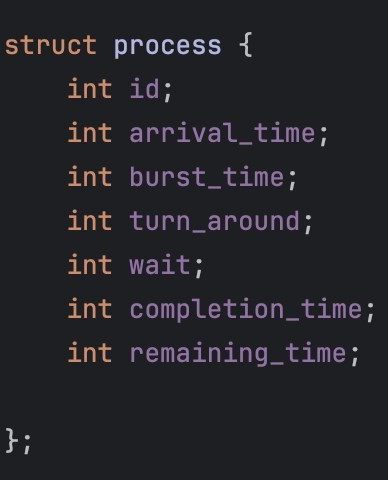 struct process {
    int id;
    int arrival_time;
    int burst_time;
    int turn_around;
    int wait;
    int completion_time;
    int remaining_time;

};